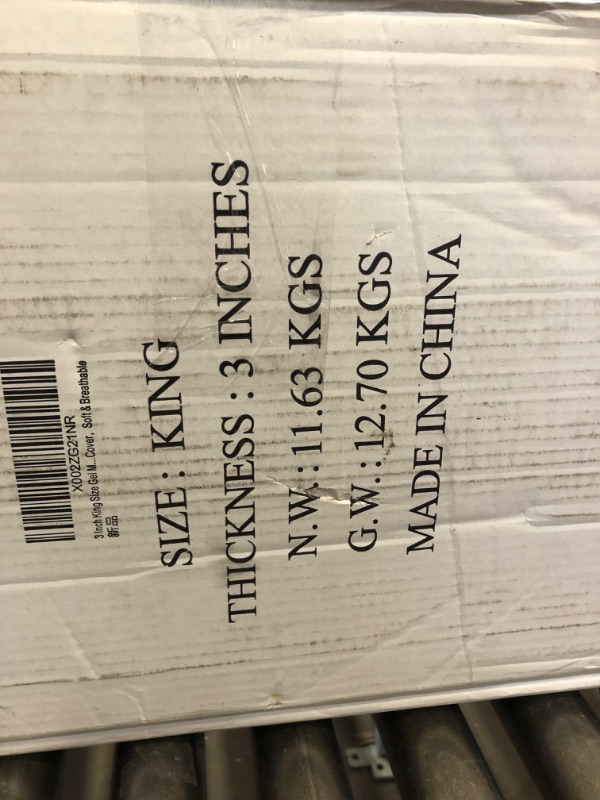 X002ZG21NR
3 Inch King Size Gel M...Cover, Soft & Breathable
新品
SIZE : KING
THICKNESS : 3 INCHES
N.W. : 11.63 KGS
G.W. : 12.70 KGS
MADE IN CHINA